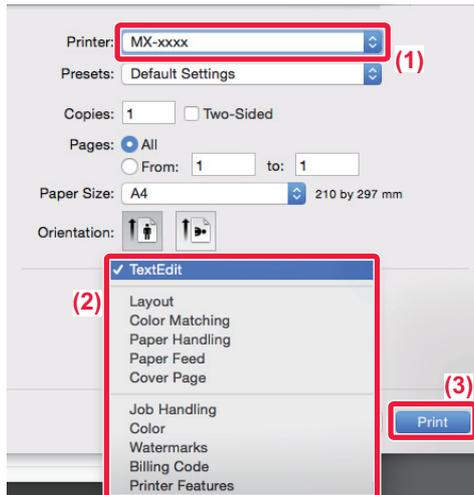 Printer: MX-xxxx
(1)
Presets: Default Settings
Copies: 1 Two-Sided
Pages: All
From: 1 to: 1
Paper Size: A4 210 by 297 mm
Orientation:
✓ TextEdit
(2)
Layout
Color Matching
Paper Handling
Paper Feed
Cover Page
(3)
Job Handling
Color
Print
Watermarks
Billing Code
Printer Features